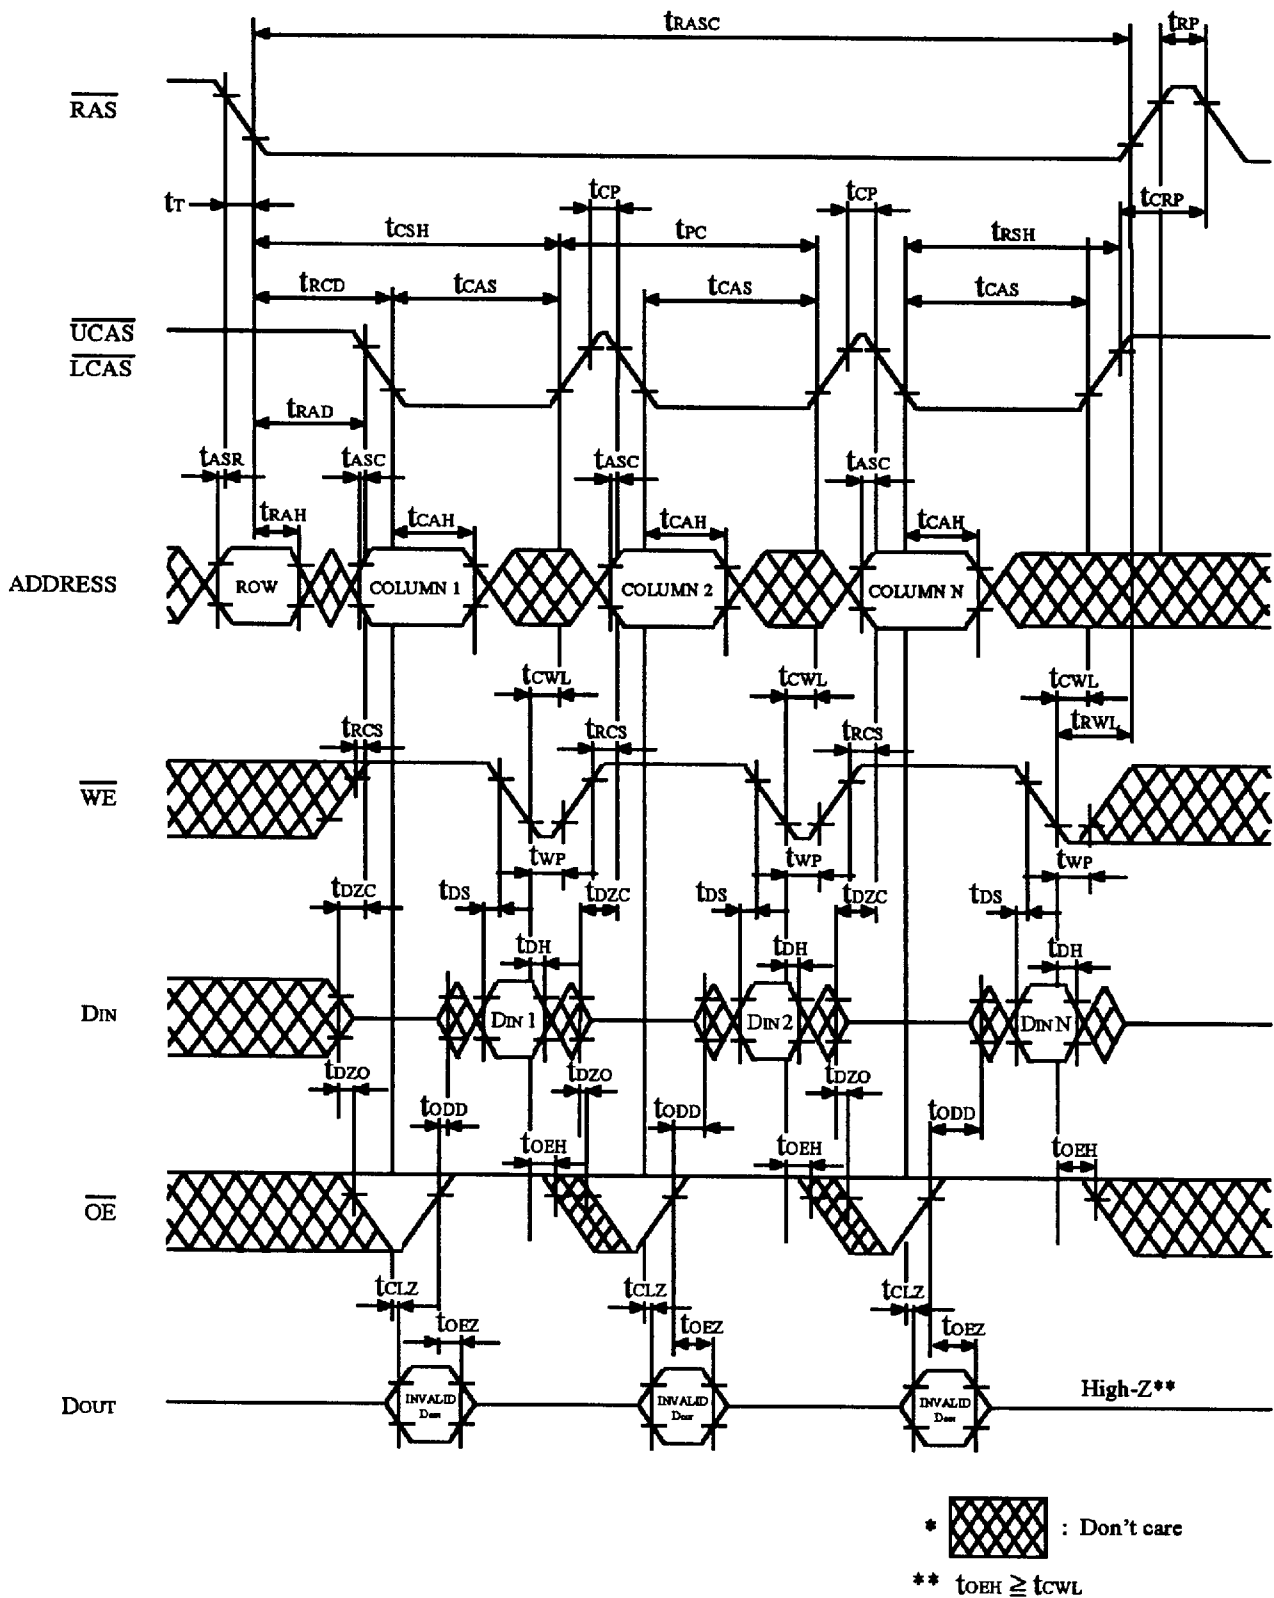 tRASC
tRP
RAS
tT
tCP
tCP
tCRP
tCSH
tPC
tRSH
tRCD
tCAS
tCAS
tCAS
UCAS
LCAS
tRAD
tASR
tASC
tASC
tASC
tRAH
tCAH
tCAH
tCAH
ADDRESS
ROW
COLUMN 1
COLUMN 2
COLUMN N
tCWL
tCWL
tCWL
tRCS
tRCS
tRCS
tRWL
WE
tWP
tWP
tWP
tDZC
tDS
tDZC
tDS
tDZC
tDS
tDH
tDH
tDH
DIN
DIN 1
DIN 2
DIN N
tDZO
tDZO
tDZO
tODD
tODD
tODD
tOEH
tOEH
tOEH
OE
tCLZ
tCLZ
tCLZ
tOEZ
tOEZ
tOEZ
DOUT
INVALID
Dout
INVALID
Dout
INVALID
Dout
High-Z**
* : Don't care
** tOEH ≧ tCWL